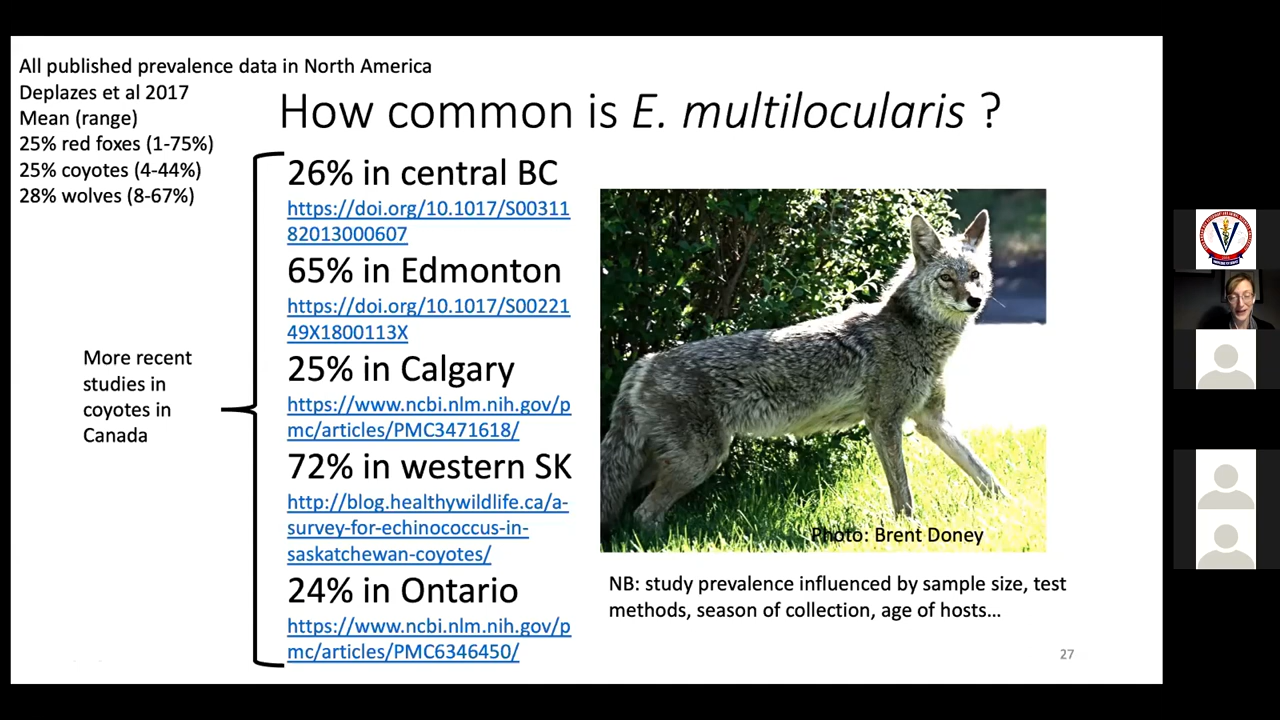 All published prevalence data in North America
Deplazes et al 2017
Mean (range)
25% red foxes (1-75%)
25% coyotes (4-44%)
28% wolves (8-67%)
How common is E. multilocularis ?
More recent
studies in
coyotes in
Canada
26% in central BC
https://doi.org/10.1017/S00311
82013000607
65% in Edmonton
https://doi.org/10.1017/S00221
49X1800113X
25% in Calgary
https://www.ncbi.nlm.nih.gov/p
mc/articles/PMC3471618/
72% in western SK
http://blog.healthywildlife.ca/a-
survey-for-echinococcus-in-
saskatchewan-coyotes/
24% in Ontario
https://www.ncbi.nlm.nih.gov/p
mc/articles/PMC6346450/
Photo: Brent Doney
NB: study prevalence influenced by sample size, test
methods, season of collection, age of hosts...
27
V